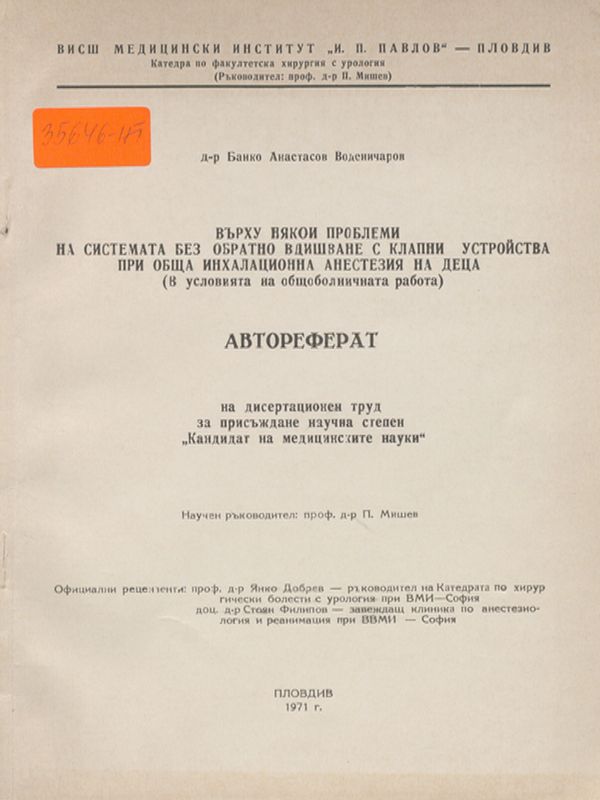 ВИСШ МЕДИЦИНСКИ ИНСТИТУТ „И. П. ПАВЛОВ“ — ПЛОВДИВ
Катедра по факултетска хирургия с урология
(Ръководител: проф. д-р П. Мишев)
35646-НТ
д-р Банко Анастасов Воденичаров
ВЪРХУ НЯКОИ ПРОБЛЕМИ
НА СИСТЕМАТА БЕЗ ОБРАТНО ВДИШВАНЕ С КЛАПНИ УСТРОЙСТВА
ПРИ ОБЩА ИНХАЛАЦИОННА АНЕСТЕЗИЯ НА ДЕЦА
(В условията на общоболничната работа)
АВТОРЕФЕРАТ
на дисертационен труд
за присъждане научна степен
„Кандидат на медицинските науки“
Научен ръководител: проф. д-р П. Мишев
Официални рецензенти: проф. д-р Янко Добрев — ръководител на Катедрата по хирур
гически болести с урология при ВМИ—София
доц. д-р Стоян Филипов — завеждащ клиника по анестезио-
логия и реанимация при ВВМИ — София
ПЛОВДИВ
1971 г.